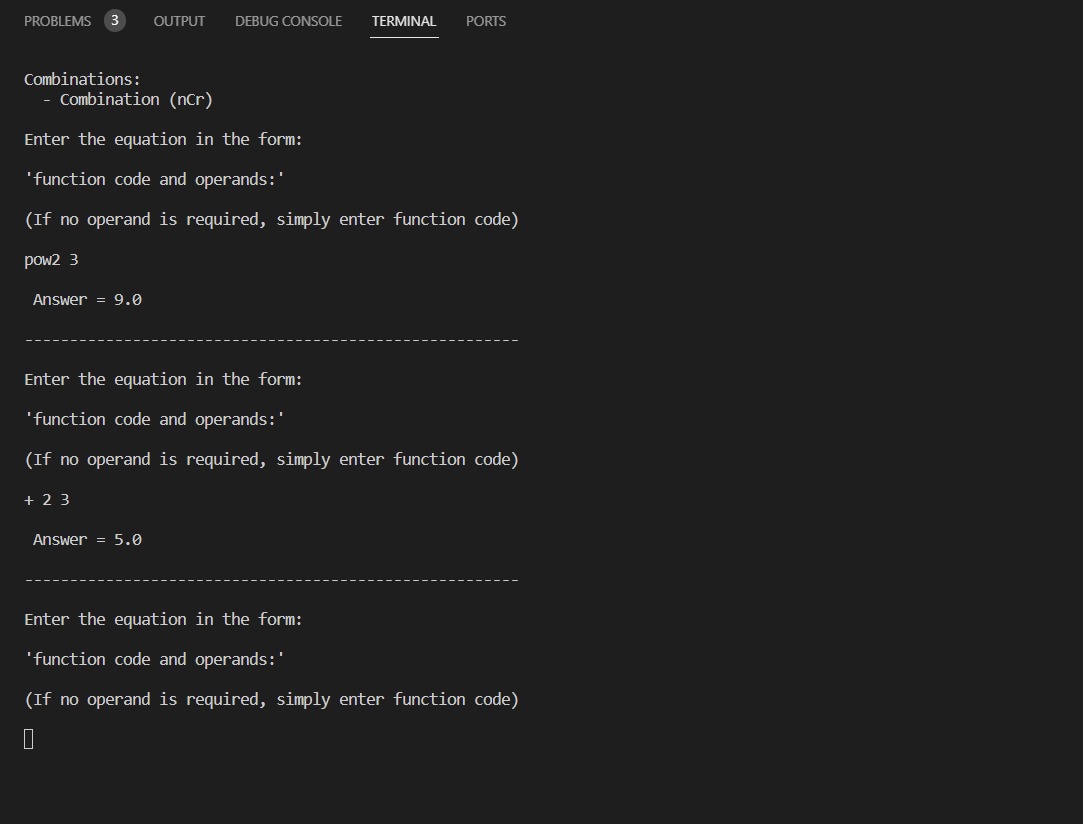 PROBLEMS 3 OUTPUT DEBUG CONSOLE TERMINAL PORTS
Combinations:
- Combination (nCr)
Enter the equation in the form:
'function code and operands:'
(If no operand is required, simply enter function code)
pow2 3
Answer = 9.0
-------------------------------------------------------
Enter the equation in the form:
'function code and operands:'
(If no operand is required, simply enter function code)
+ 2 3
Answer = 5.0
-------------------------------------------------------
Enter the equation in the form:
'function code and operands:'
(If no operand is required, simply enter function code)